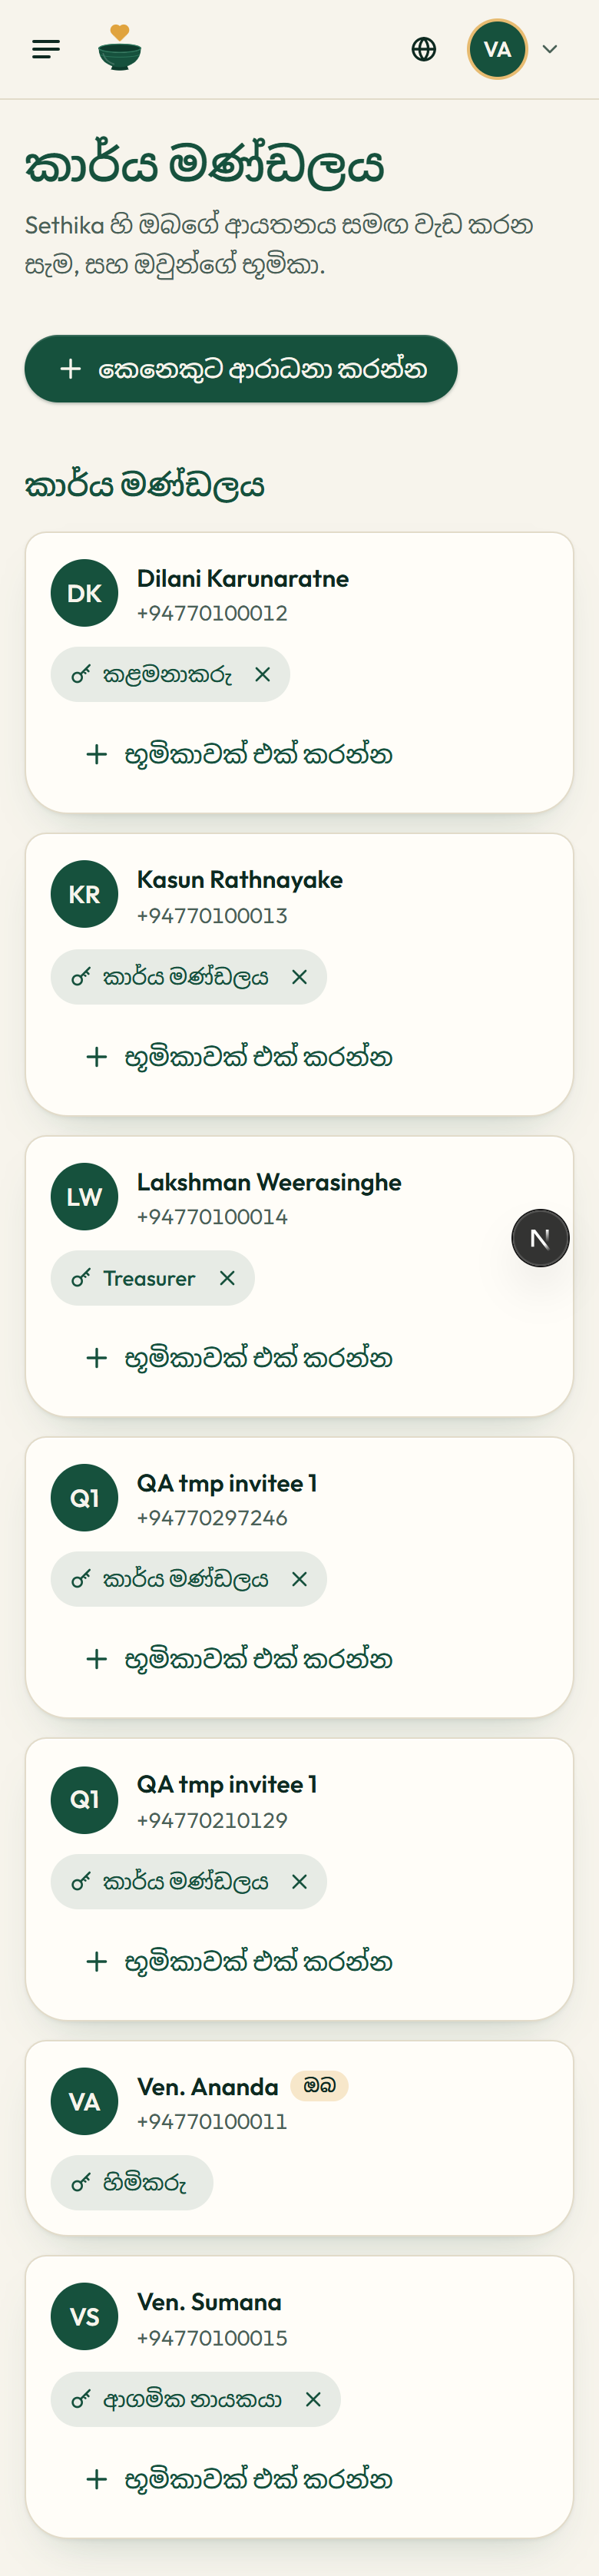 VA
කාර්ය මණ්ඩලය
Sethika හි ඔබගේ ආයතනය සමඟ වැඩ කරන
සැම, සහ ඔවුන්ගේ භූමිකා.
කෙනෙකුට ආරාධනා කරන්න
කාර්ය මණ්ඩලය
DK
Dilani Karunaratne
+94770100012
කළමනාකරු
භූමිකාවක් එක් කරන්න
KR
Kasun Rathnayake
+94770100013
කාර්ය මණ්ඩලය
භූමිකාවක් එක් කරන්න
LW
Lakshman Weerasinghe
+94770100014
N
Treasurer
භූමිකාවක් එක් කරන්න
Q1
QA tmp invitee 1
+94770297246
කාර්ය මණ්ඩලය
භූමිකාවක් එක් කරන්න
Q1
QA tmp invitee 1
+94770210129
කාර්ය මණ්ඩලය
භූමිකාවක් එක් කරන්න
VA
Ven. Ananda ඔබ
+94770100011
හිමිකරු
VS
Ven. Sumana
+94770100015
ආගමික නායකයා
භූමිකාවක් එක් කරන්න